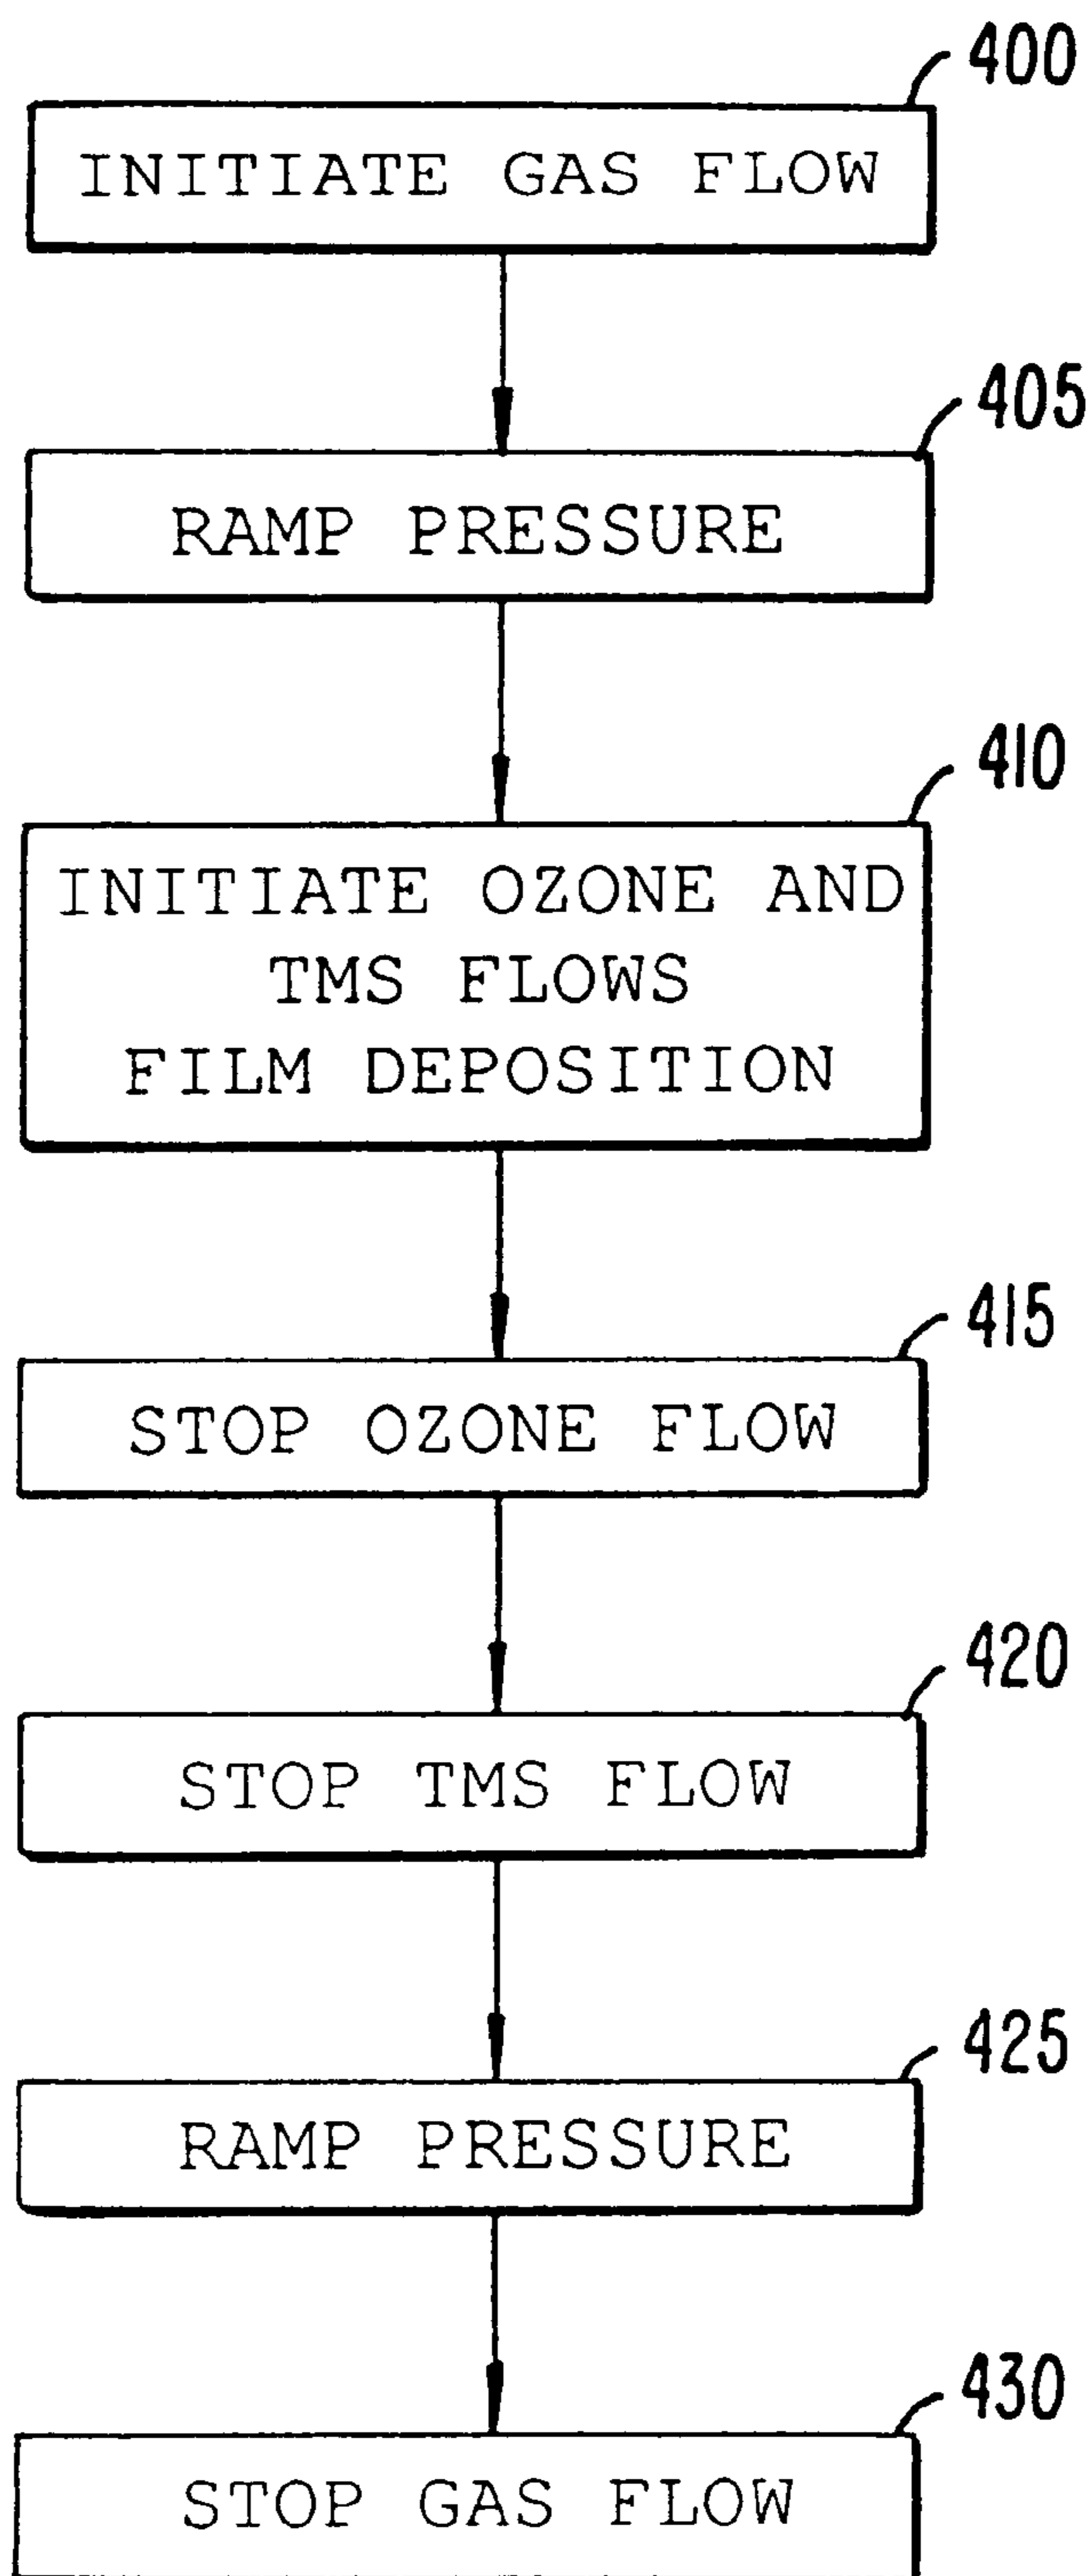 400
INITIATE GAS FLOW
405
RAMP PRESSURE
410
INITIATE OZONE AND
TMS FLOWS
FILM DEPOSITION
415
STOP OZONE FLOW
420
STOP TMS FLOW
425
RAMP PRESSURE
430
STOP GAS FLOW